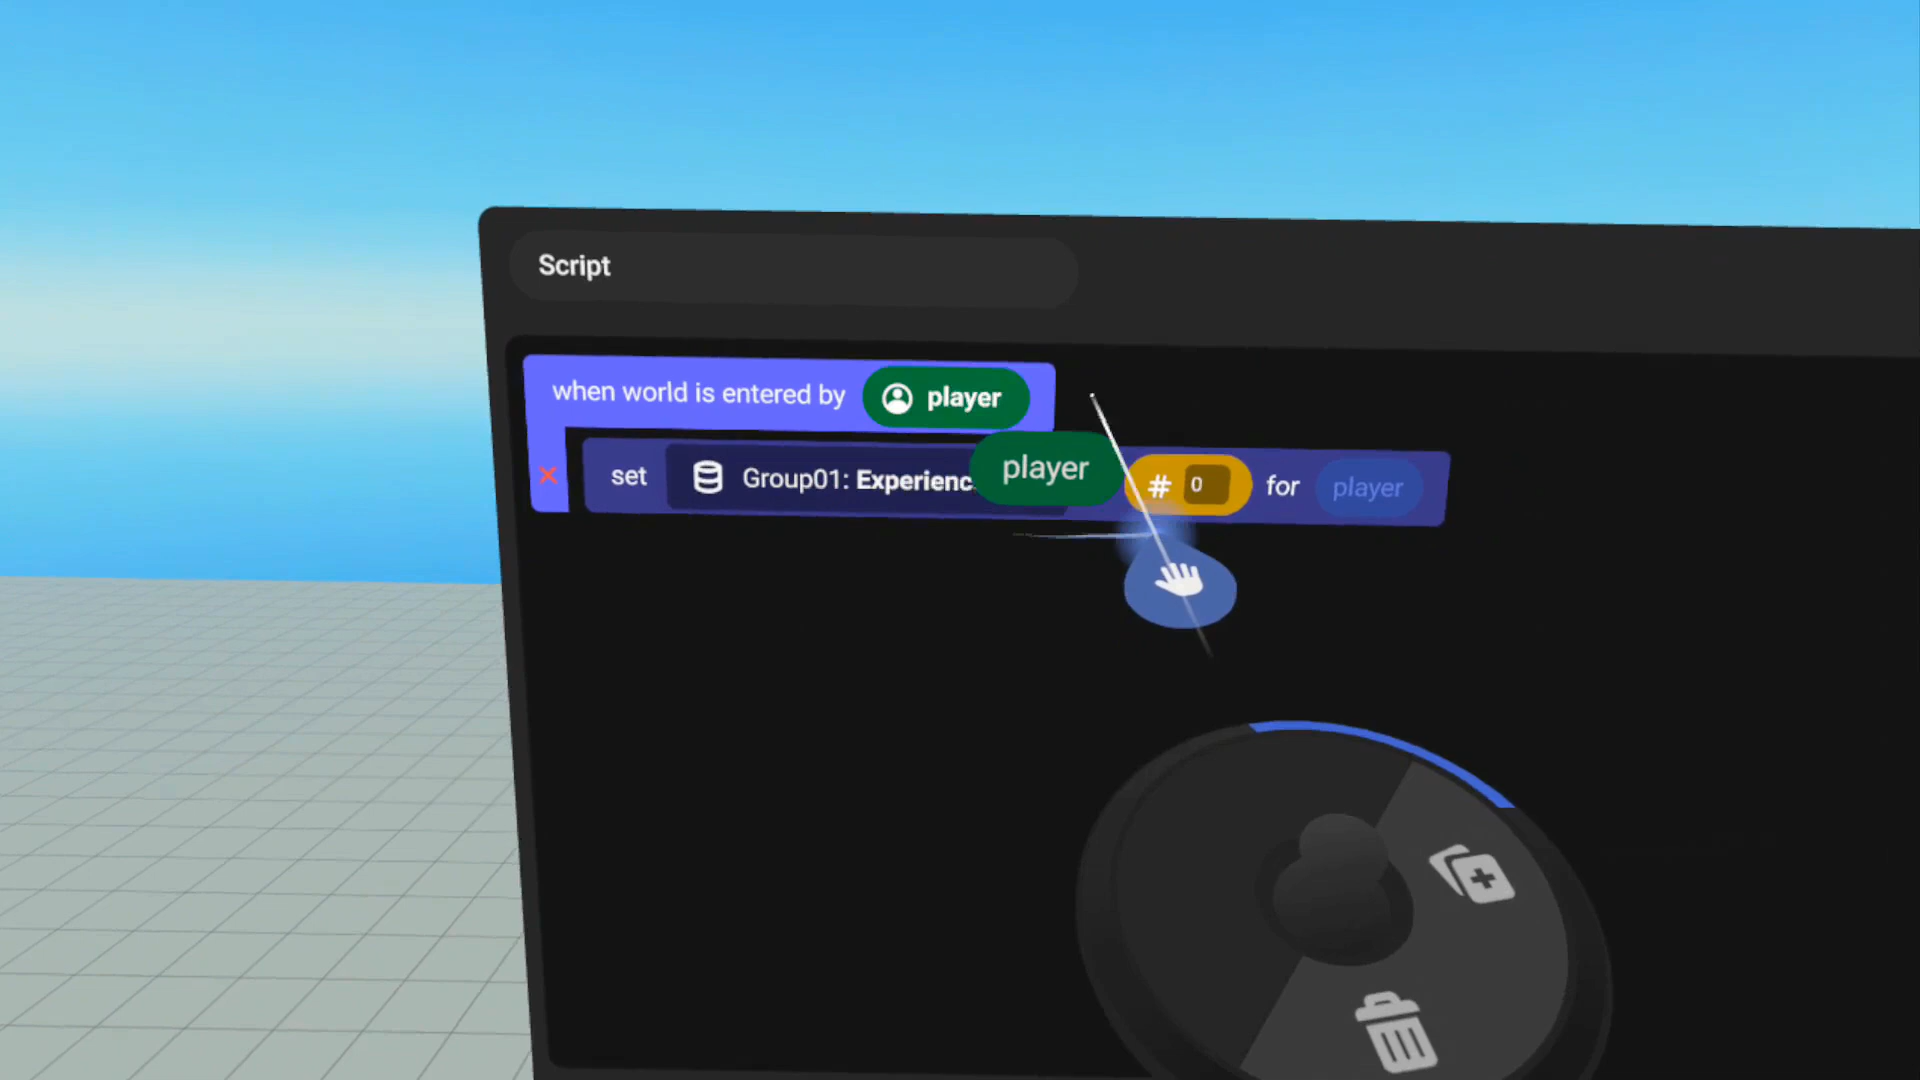 Script
when world is entered by player
set Group01: Experienc player # 0 for player